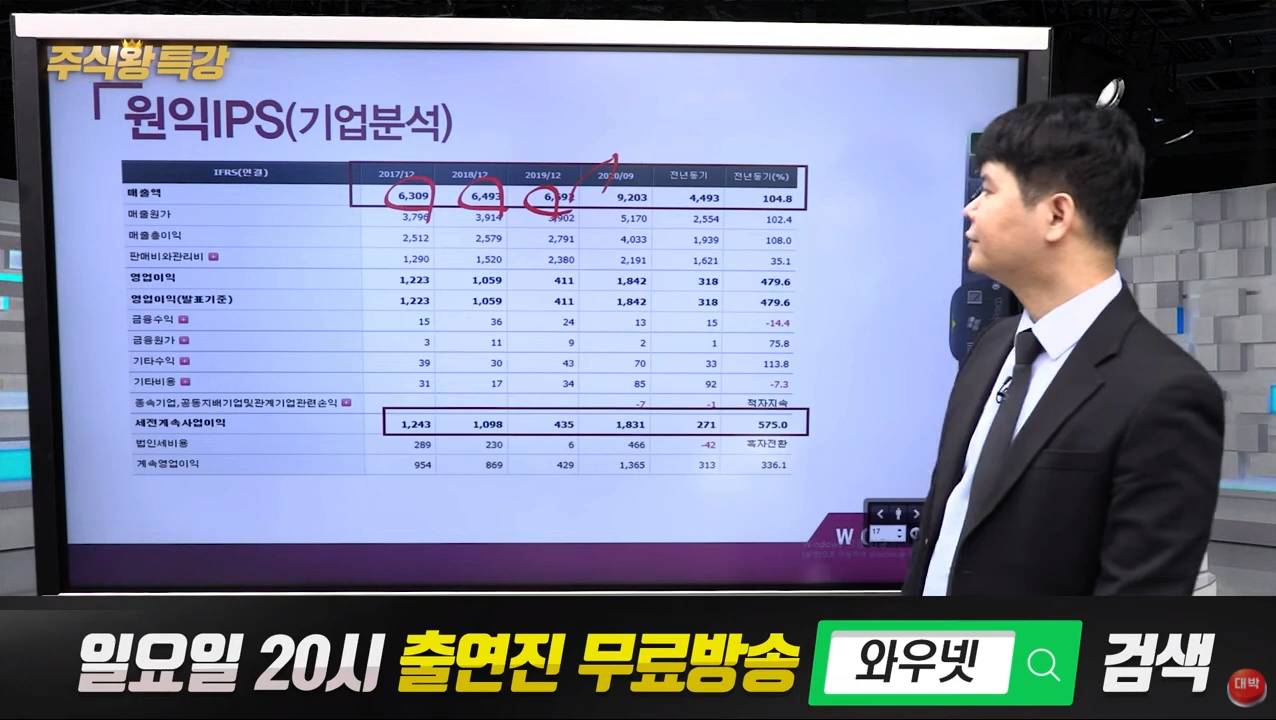 주식왕 특강
「원익IPS(기업분석)
IFRS(연결) 2017/12 2018/12 2019/12 2020/09 전년동기 전년동기(%)
매출액 6,309 6,493 9,203 4,493 104.8
매출원가 3,796 3,914 3,902 5,170 2,554 102.4
매출총이익 2,512 2,579 2,791 4,033 1,939 108.0
판매비와관리비 + 1,290 1,520 2,380 2,191 1,621 35.1
영업이익 1,223 1,059 411 1,842 318 479.6
영업이익(발표기준) 1,223 1,059 411 1,842 318 479.6
금융수익 + 15 36 24 13 15 -14.4
금융원가 + 3 11 9 2 1 75.8
기타수익 + 39 30 43 70 33 113.8
기타비용 + 31 17 34 85 92 -7.3
종속기업,공동지배기업및관계기업관련손익 + -7 -1 적자지속
세전계속사업이익 1,243 1,098 435 1,831 271 575.0
법인세비용 289 230 6 466 -42 흑자전환
계속영업이익 954 869 429 1,365 313 336.1
W
17
일요일 20시 출연진 무료방송 와우넷 검색
대박